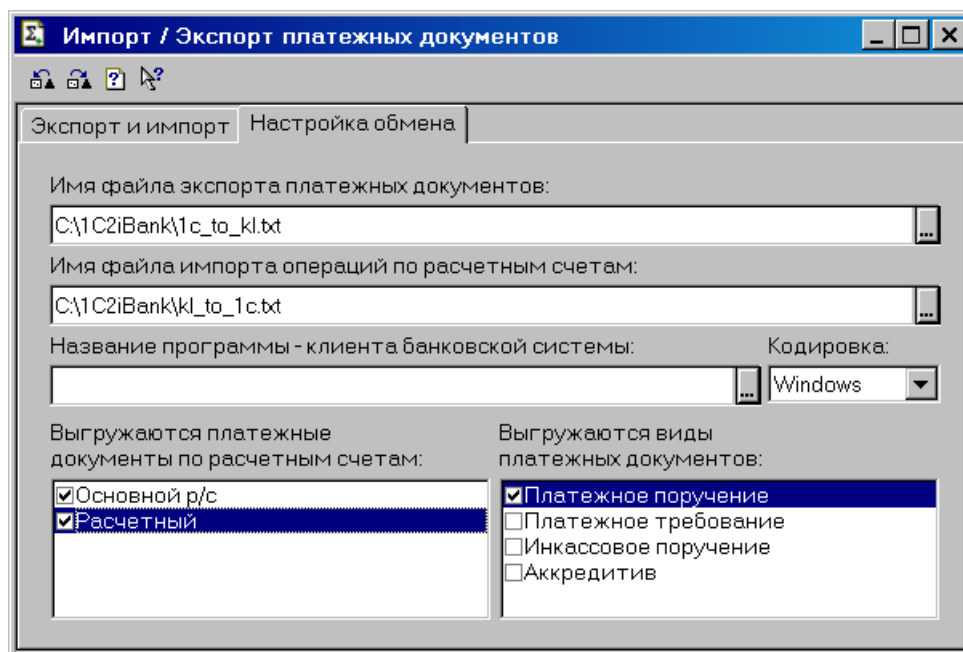 Импорт / Экспорт платежных документов
Экспорт и импорт
Настройка обмена
Имя файла экспорта платежных документов:
C:\1C2iBank\1c_to_kl.txt
...
Имя файла импорта операций по расчетным счетам:
C:\1C2iBank\kl_to_1c.txt
...
Название программы - клиента банковской системы:
Кодировка:
...
Windows
Выгружаются платежные
документы по расчетным счетам:
Основной р/с
Расчетный
Выгружаются виды
платежных документов:
Платежное поручение
Платежное требование
Инкассовое поручение
Аккредитив